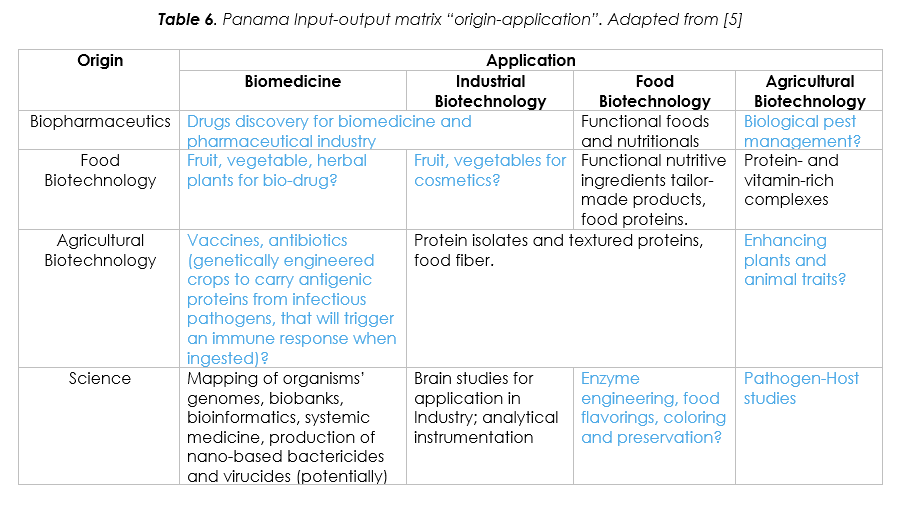 Table 6. Panama Input-output matrix “origin-application”. Adapted from [5]
Origin
Application
Biomedicine
Industrial
Biotechnology
Food
Biotechnology
Agricultural
Biotechnology
Biopharmaceutics
Drugs discovery for biomedicine and
pharmaceutical industry
Functional foods
and nutritionals
Biological pest
management?
Food
Biotechnology
Fruit, vegetable, herbal
plants for bio-drug?
Fruit, vegetables for
cosmetics?
Functional nutritive
ingredients tailor-
made products,
food proteins.
Protein- and
vitamin-rich
complexes
Agricultural
Biotechnology
Vaccines, antibiotics
(genetically engineered
crops to carry antigenic
proteins from infectious
pathogens, that will trigger
an immune response when
ingested)?
Protein isolates and textured proteins,
food fiber.
Enhancing
plants and
animal traits?
Science
Mapping of organisms’
genomes, biobanks,
bioinformatics, systemic
medicine, production of
nano-based bactericides
and virucides (potentially)
Brain studies for
application in
Industry; analytical
instrumentation
Enzyme
engineering, food
flavorings, coloring
and preservation?
Pathogen-Host
studies